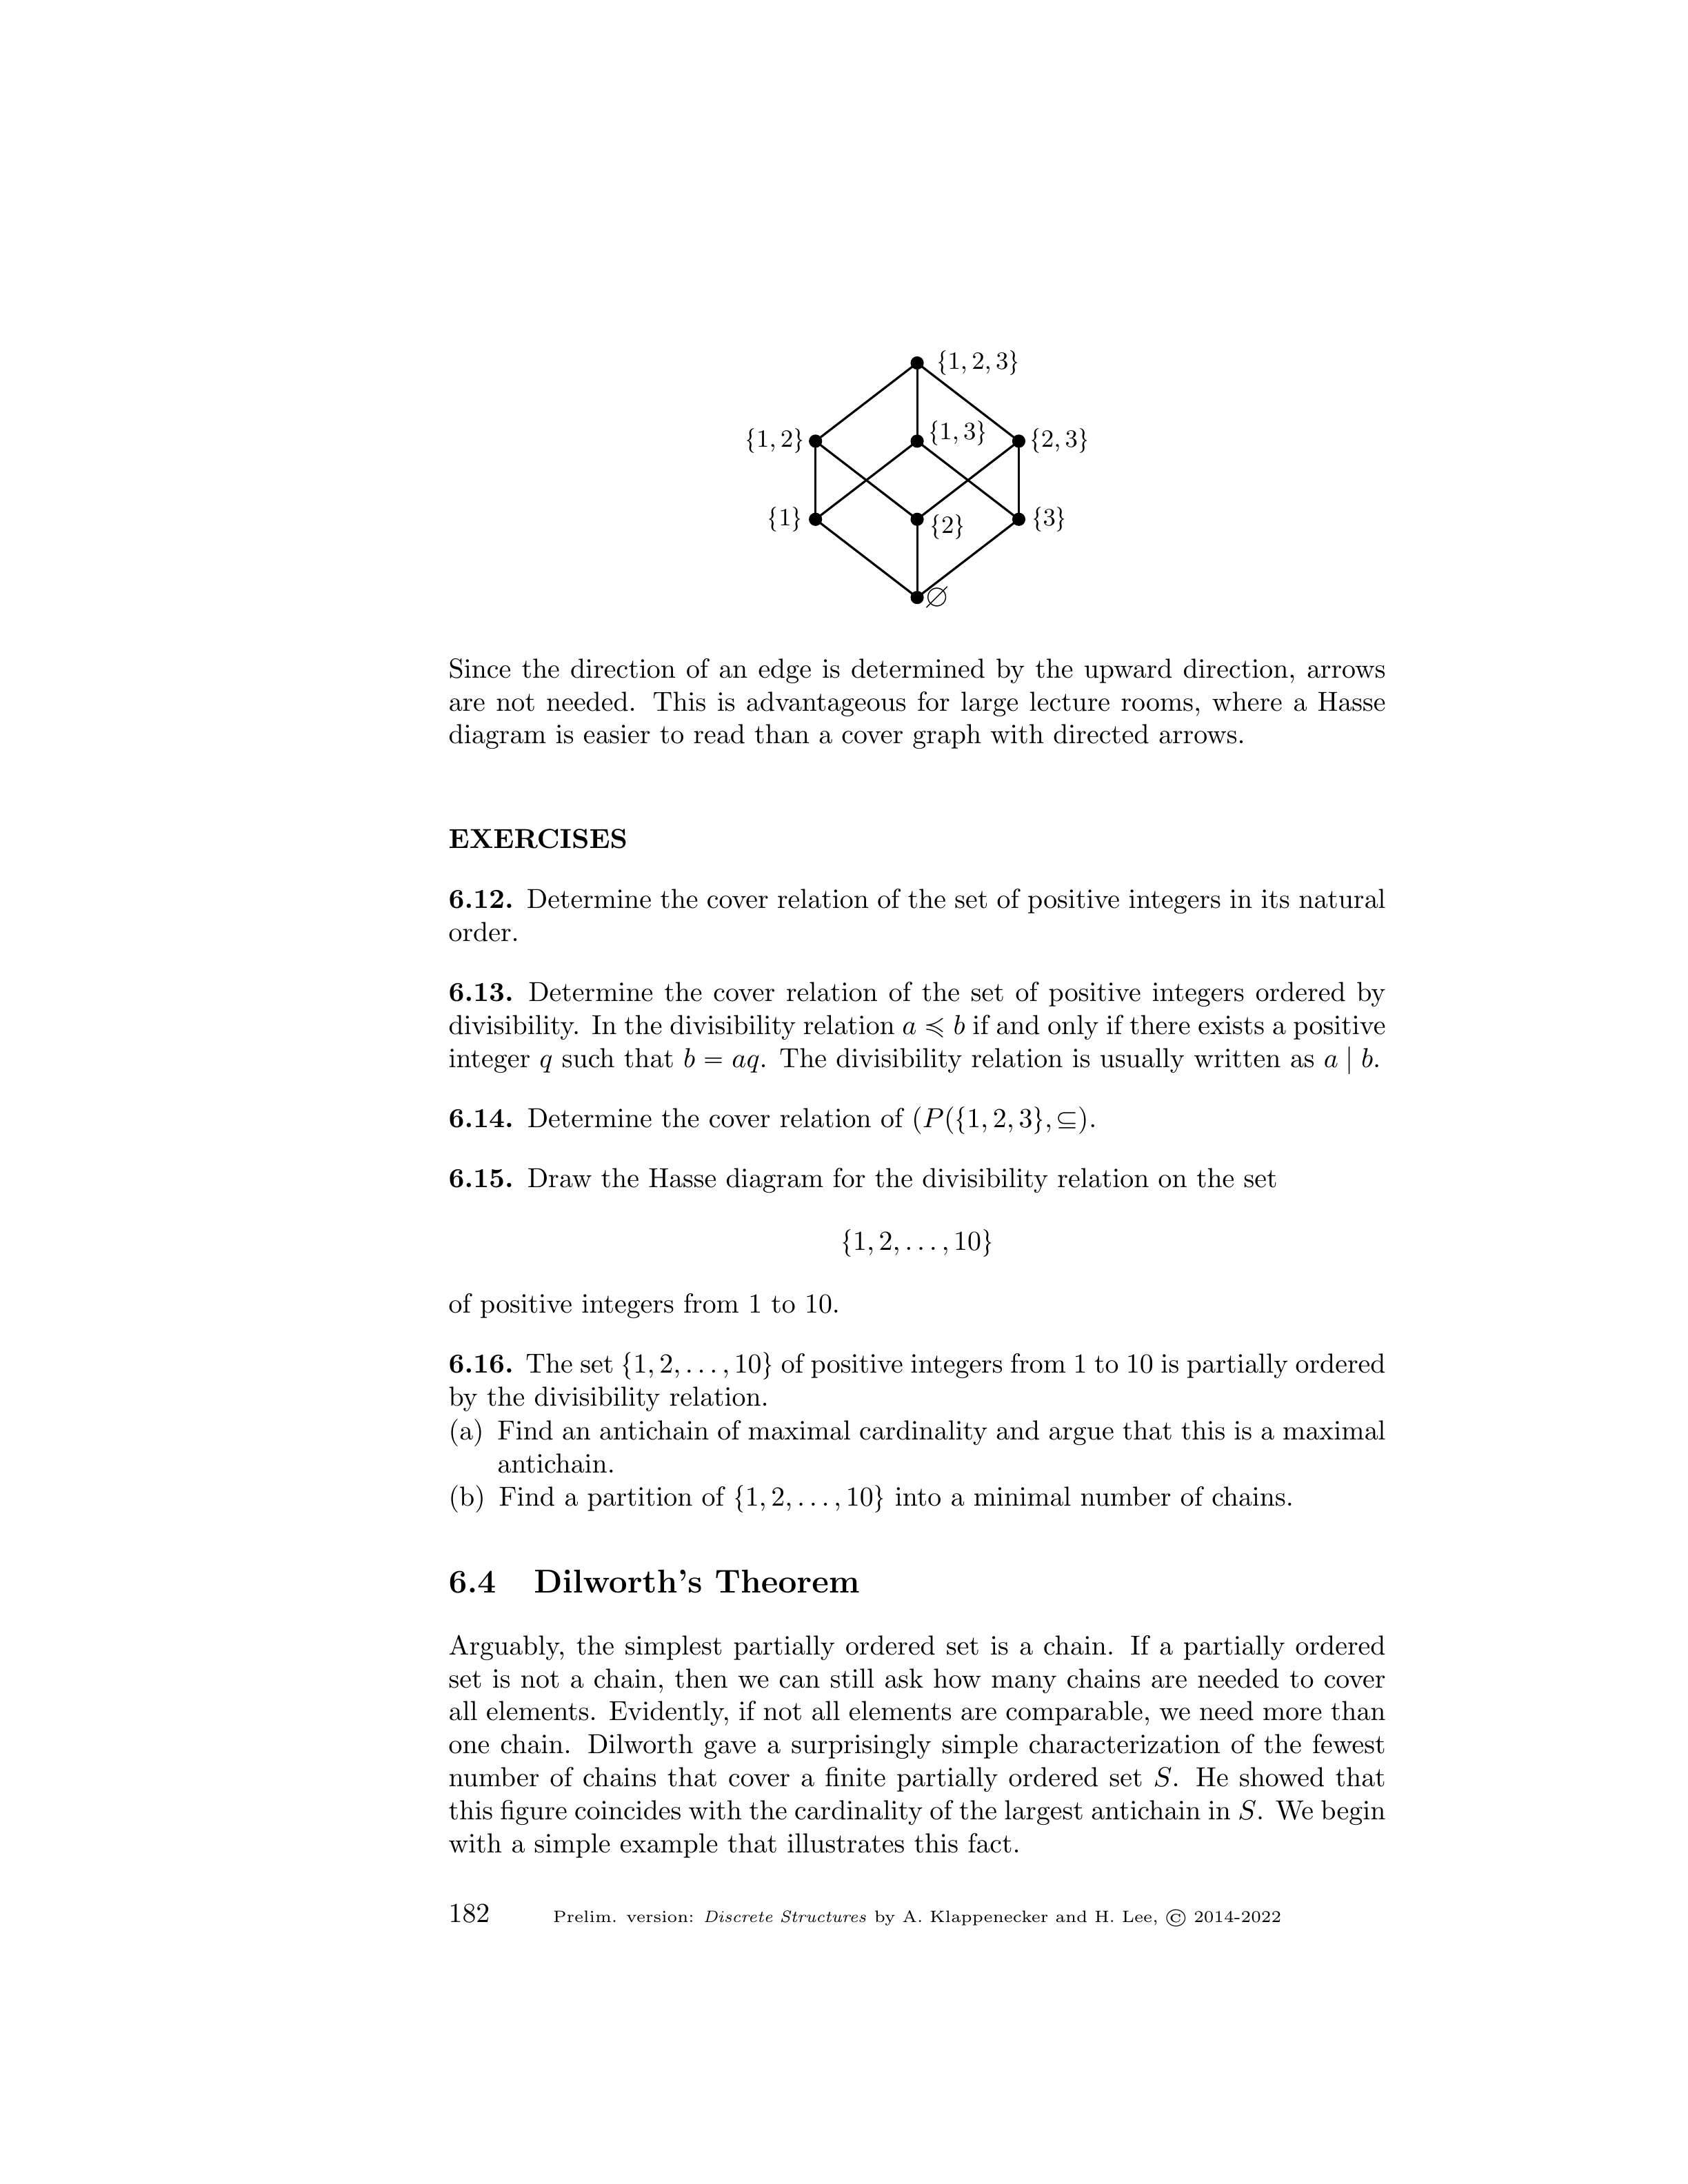 {1, 2, 3}
{1, 2}
{1, 3}
{2, 3}
{1}
{2}
{3}
∅
Since the direction of an edge is determined by the upward direction, arrows
are not needed. This is advantageous for large lecture rooms, where a Hasse
diagram is easier to read than a cover graph with directed arrows.
EXERCISES
6.12. Determine the cover relation of the set of positive integers in its natural
order.
6.13. Determine the cover relation of the set of positive integers ordered by
divisibility. In the divisibility relation a ≼ b if and only if there exists a positive
integer q such that b = aq. The divisibility relation is usually written as a | b.
6.14. Determine the cover relation of (P({1, 2, 3}, ⊆).
6.15. Draw the Hasse diagram for the divisibility relation on the set
{1, 2, . . . , 10}
of positive integers from 1 to 10.
6.16. The set {1, 2, . . . , 10} of positive integers from 1 to 10 is partially ordered
by the divisibility relation.
(a) Find an antichain of maximal cardinality and argue that this is a maximal
antichain.
(b) Find a partition of {1, 2, . . . , 10} into a minimal number of chains.
6.4 Dilworth's Theorem
Arguably, the simplest partially ordered set is a chain. If a partially ordered
set is not a chain, then we can still ask how many chains are needed to cover
all elements. Evidently, if not all elements are comparable, we need more than
one chain. Dilworth gave a surprisingly simple characterization of the fewest
number of chains that cover a finite partially ordered set S. He showed that
this figure coincides with the cardinality of the largest antichain in S. We begin
with a simple example that illustrates this fact.
182 Prelim. version: Discrete Structures by A. Klappenecker and H. Lee, © 2014-2022